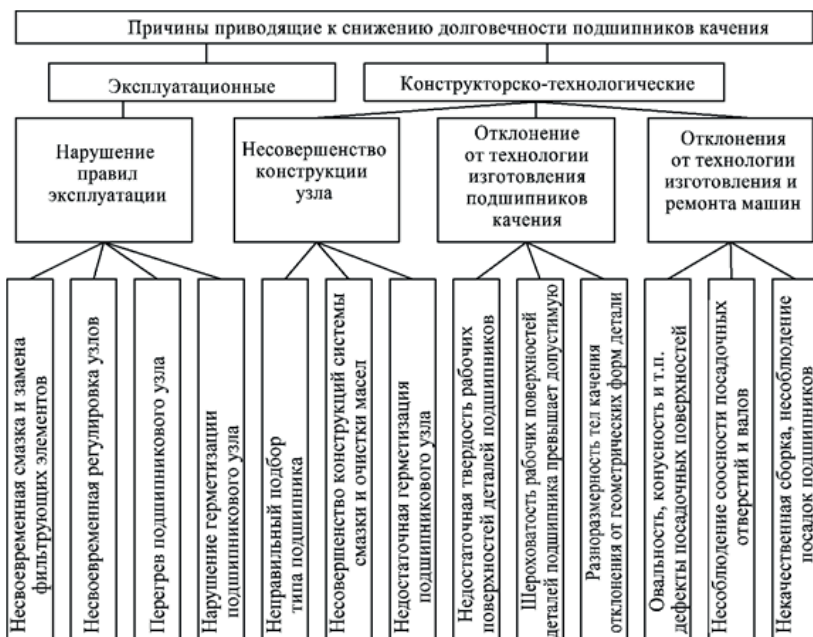 Причины приводящие к снижению долговечности подшипников качения
Эксплуатационные
Конструкторско-технологические
Нарушение
правил
эксплуатации
Несовершенство
конструкции
узла
Отклонение
от технологии
изготовления
подшипников
качения
Отклонения
от технологии
изготовления и
ремонта машин
Несвоевременная смазка и замена
фильтрующих элементов
Несвоевременная регулировка узлов
Перегрев подшипникового узла
Нарушение герметизации
подшипникового узла
Неправильный подбор
типа подшипника
Несовершенство конструкций системы
смазки и очистки масел
Недостаточная герметизация
подшипникового узла
Недостаточная твердость рабочих
поверхностей деталей подшипников
Шероховатость рабочих поверхностей
деталей подшипника превышает допустимую
Разноразмерность тел качения
отклонения от геометрических форм детали
Овальность, конусность и т.п.
дефекты посадочных поверхностей
Несоблюдение соосности посадочных
отверстий и валов
Некачественная сборка, несоблюдение
посадок подшипников